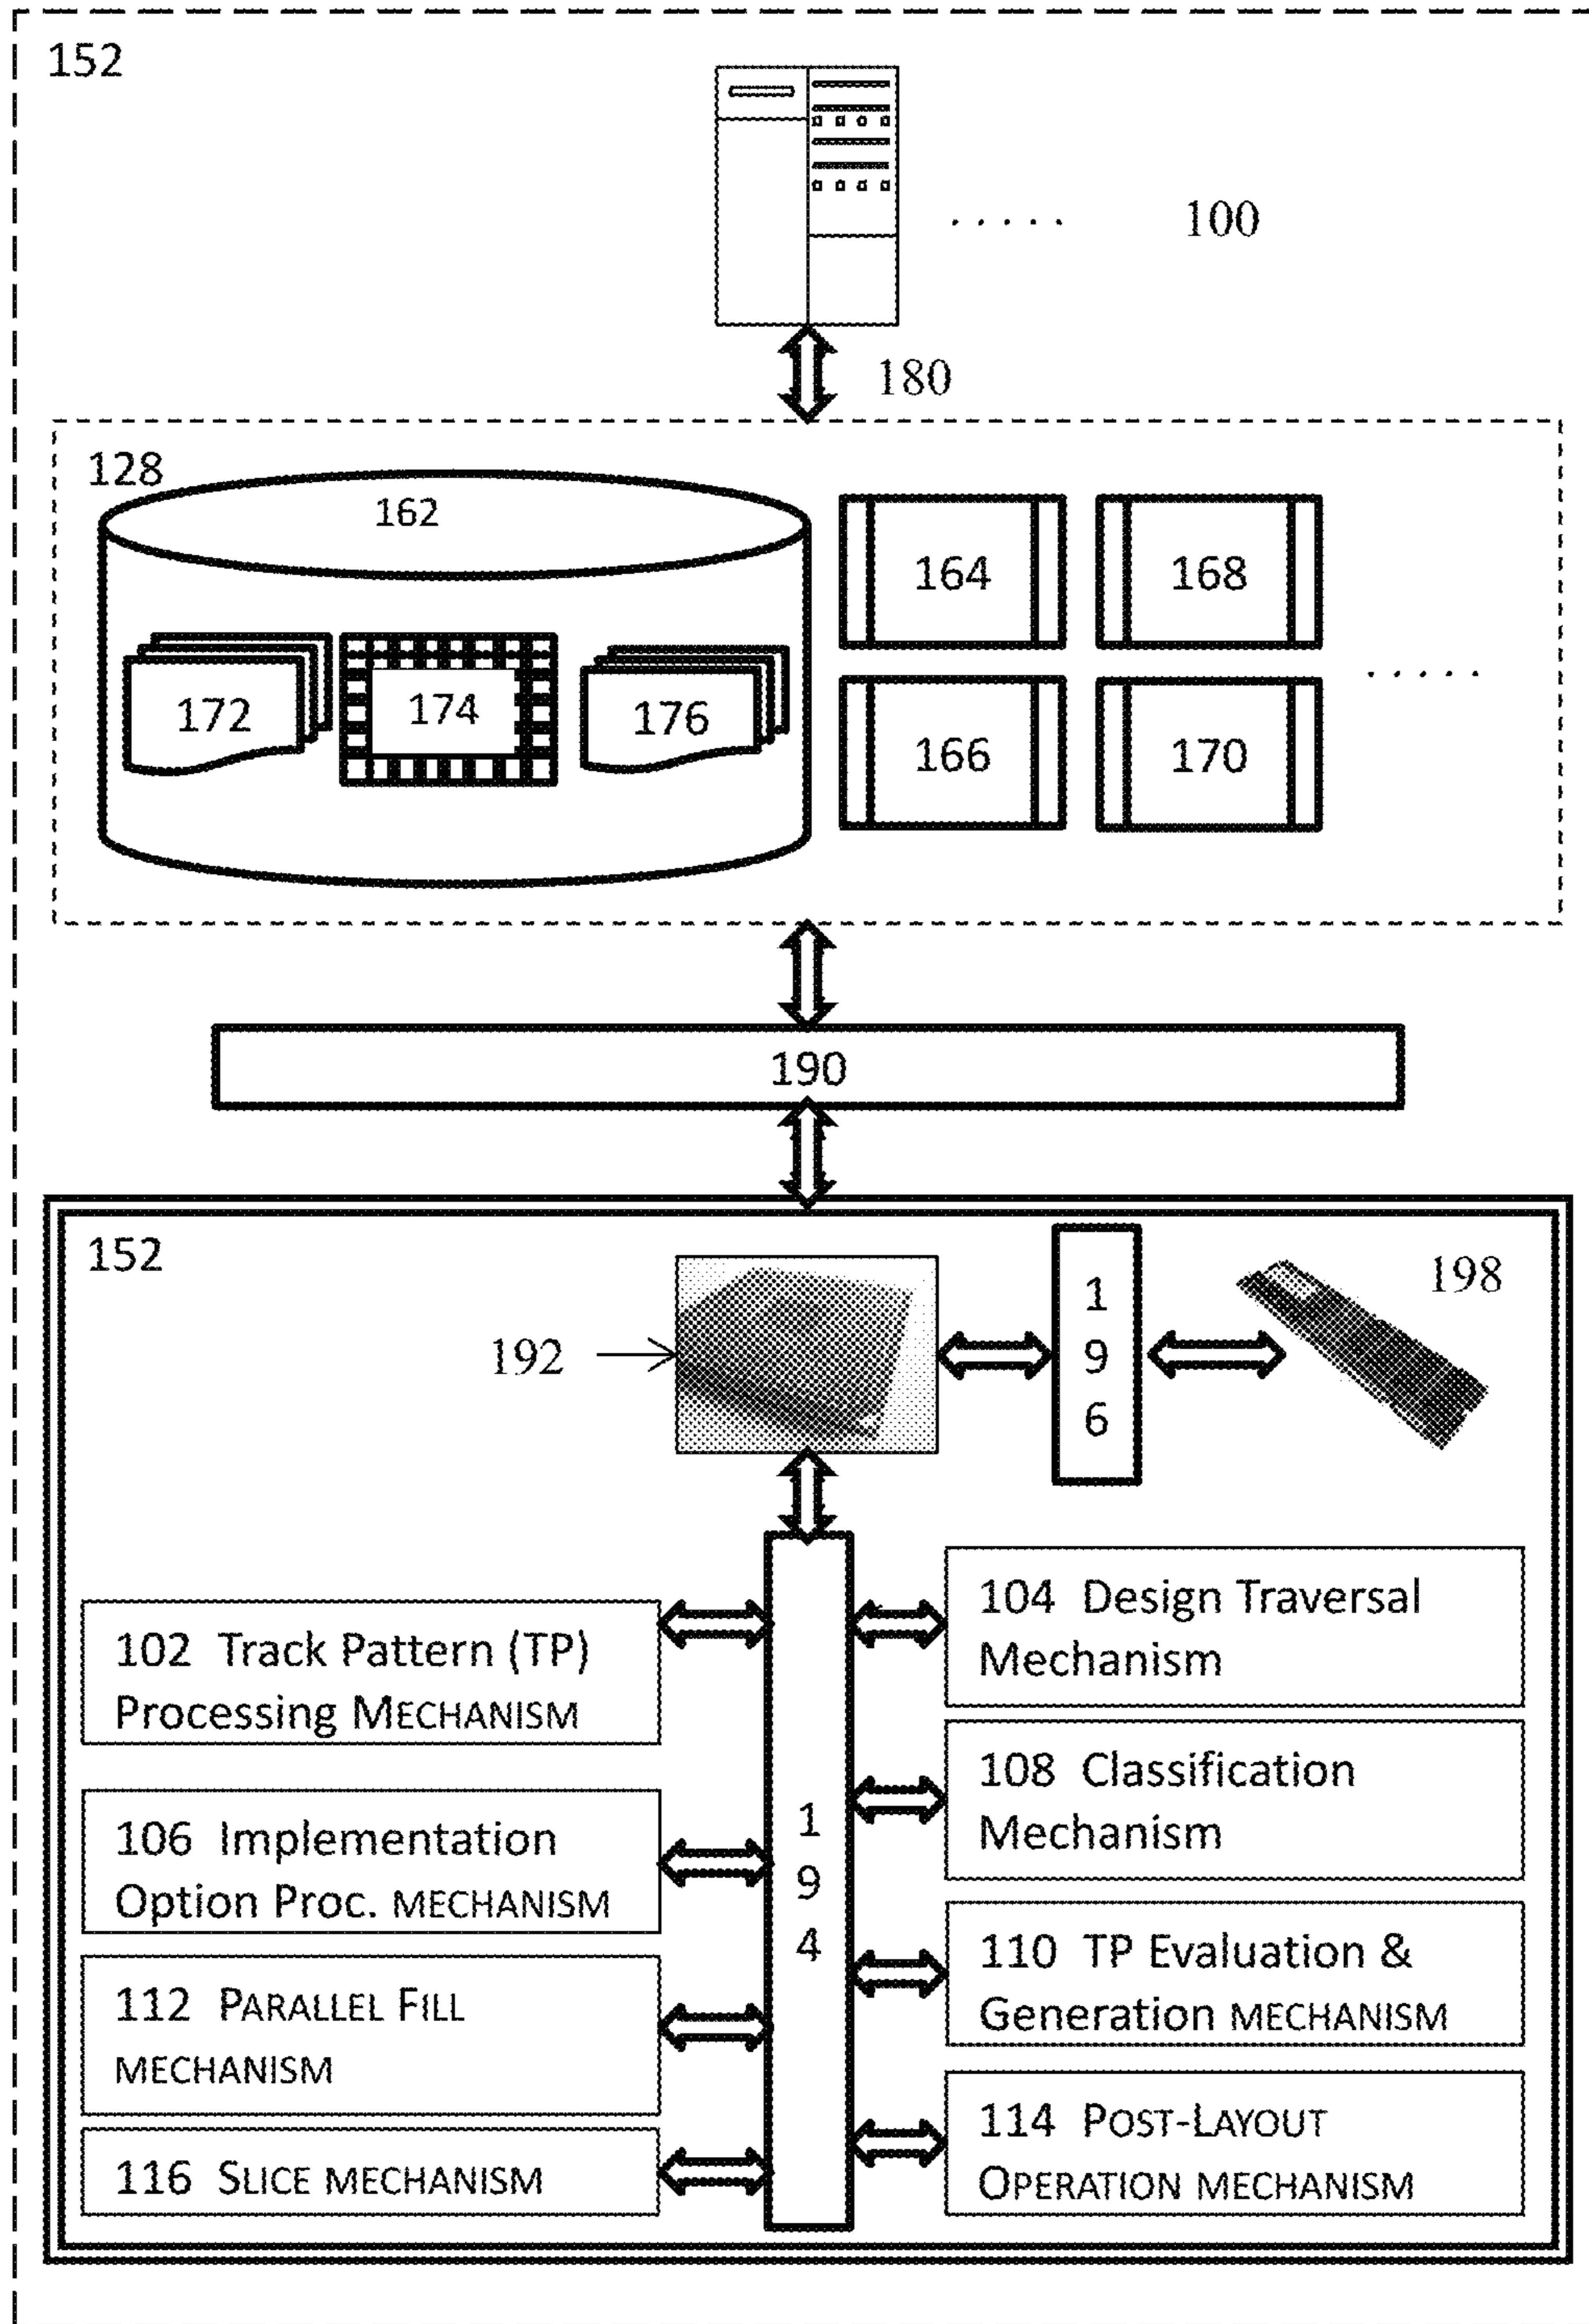 152
100
180
128
162
164
168
172
174
176
166
170
190
152
192
1
9
6
198
102 Track Pattern (TP)
Processing MECHANISM
104 Design Traversal
Mechanism
106 Implementation
Option Proc. MECHANISM
108 Classification
Mechanism
1
9
4
112 PARALLEL FILL
MECHANISM
110 TP Evaluation &
Generation MECHANISM
116 SLICE MECHANISM
114 POST-LAYOUT
OPERATION MECHANISM